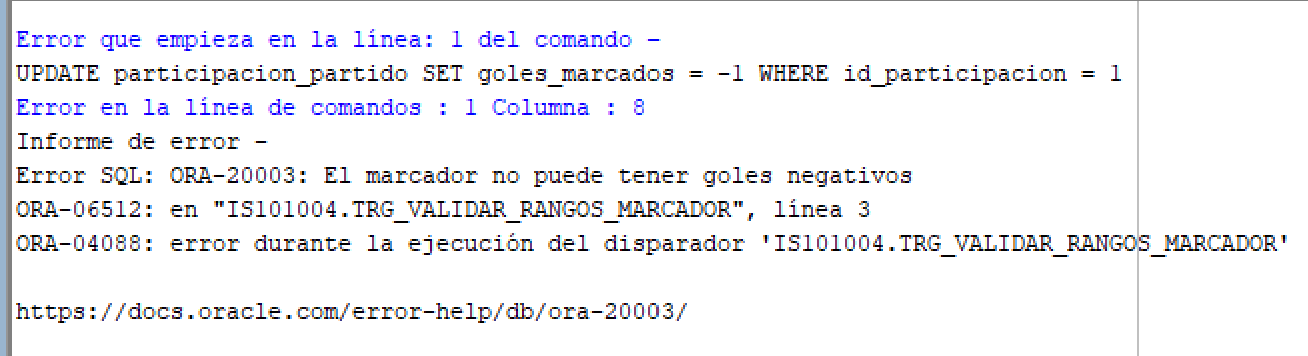 Error que empieza en la línea: 1 del comando -
UPDATE participacion_partido SET goles_marcados = -1 WHERE id_participacion = 1
Error en la línea de comandos : 1 Columna : 8
Informe de error -
Error SQL: ORA-20003: El marcador no puede tener goles negativos
ORA-06512: en "IS101004.TRG_VALIDAR_RANGOS_MARCADOR", línea 3
ORA-04088: error durante la ejecución del disparador 'IS101004.TRG_VALIDAR_RANGOS_MARCADOR'
https://docs.oracle.com/error-help/db/ora-20003/